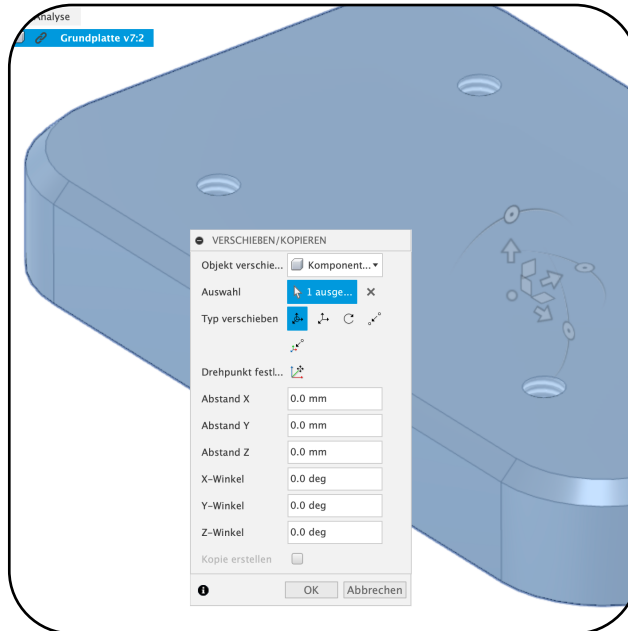 Analyse
Grundplatte v7:2
VERSCHIEBEN/KOPIEREN
Objekt verschie... Komponent...
Auswahl 1 ausge...
Typ verschieben
Drehpunkt festl...
Abstand X 0.0 mm
Abstand Y 0.0 mm
Abstand Z 0.0 mm
X-Winkel 0.0 deg
Y-Winkel 0.0 deg
Z-Winkel 0.0 deg
Kopie erstellen
OK Abbrechen